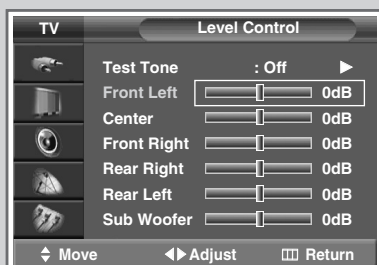 TV Level Control
Test Tone : Off ▶
Front Left 0dB
Center 0dB
Front Right 0dB
Rear Right 0dB
Rear Left 0dB
Sub Woofer 0dB
Move Adjust Return